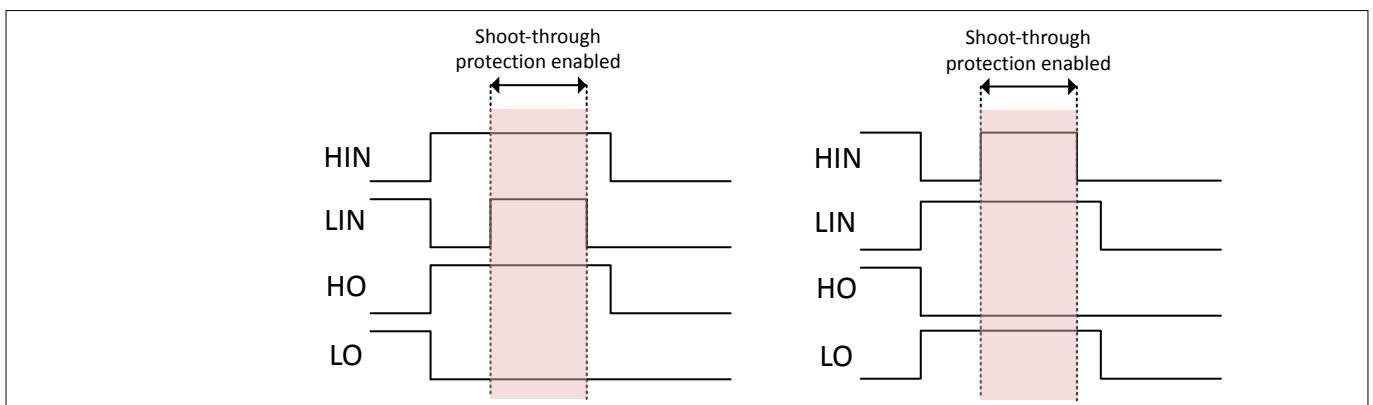 Shoot-through
protection enabled
HIN
LIN
HO
LO
Shoot-through
protection enabled
HIN
LIN
HO
LO